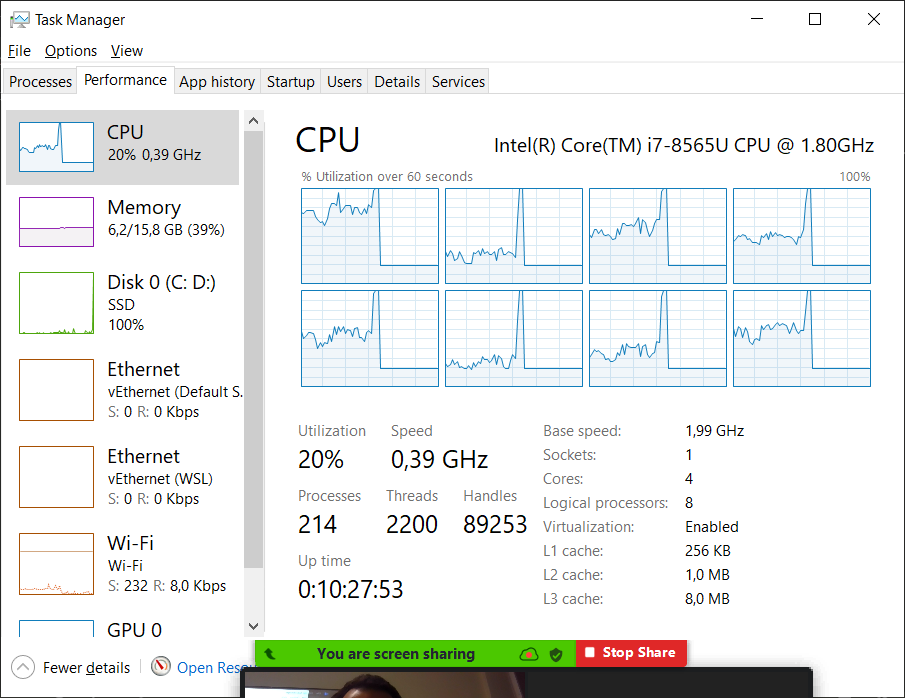 Task Manager
File Options View
Processes Performance App history Startup Users Details Services
CPU
20% 0,39 GHz
Memory
6,2/15,8 GB (39%)
Disk 0 (C: D:)
SSD
100%
Ethernet
vEthernet (Default S.
S: 0 R: 0 Kbps
Ethernet
vEthernet (WSL)
S: 0 R: 0 Kbps
Wi-Fi
Wi-Fi
S: 232 R: 8,0 Kbps
GPU 0
CPU
Intel(R) Core(TM) i7-8565U CPU @ 1.80GHz
% Utilization over 60 seconds 100%
Utilization Speed
20% 0,39 GHz
Processes Threads Handles
214 2200 89253
Up time
0:10:27:53
Base speed: 1,99 GHz
Sockets: 1
Cores: 4
Logical processors: 8
Virtualization: Enabled
L1 cache: 256 KB
L2 cache: 1,0 MB
L3 cache: 8,0 MB
Fewer details Open Resou
You are screen sharing Stop Share